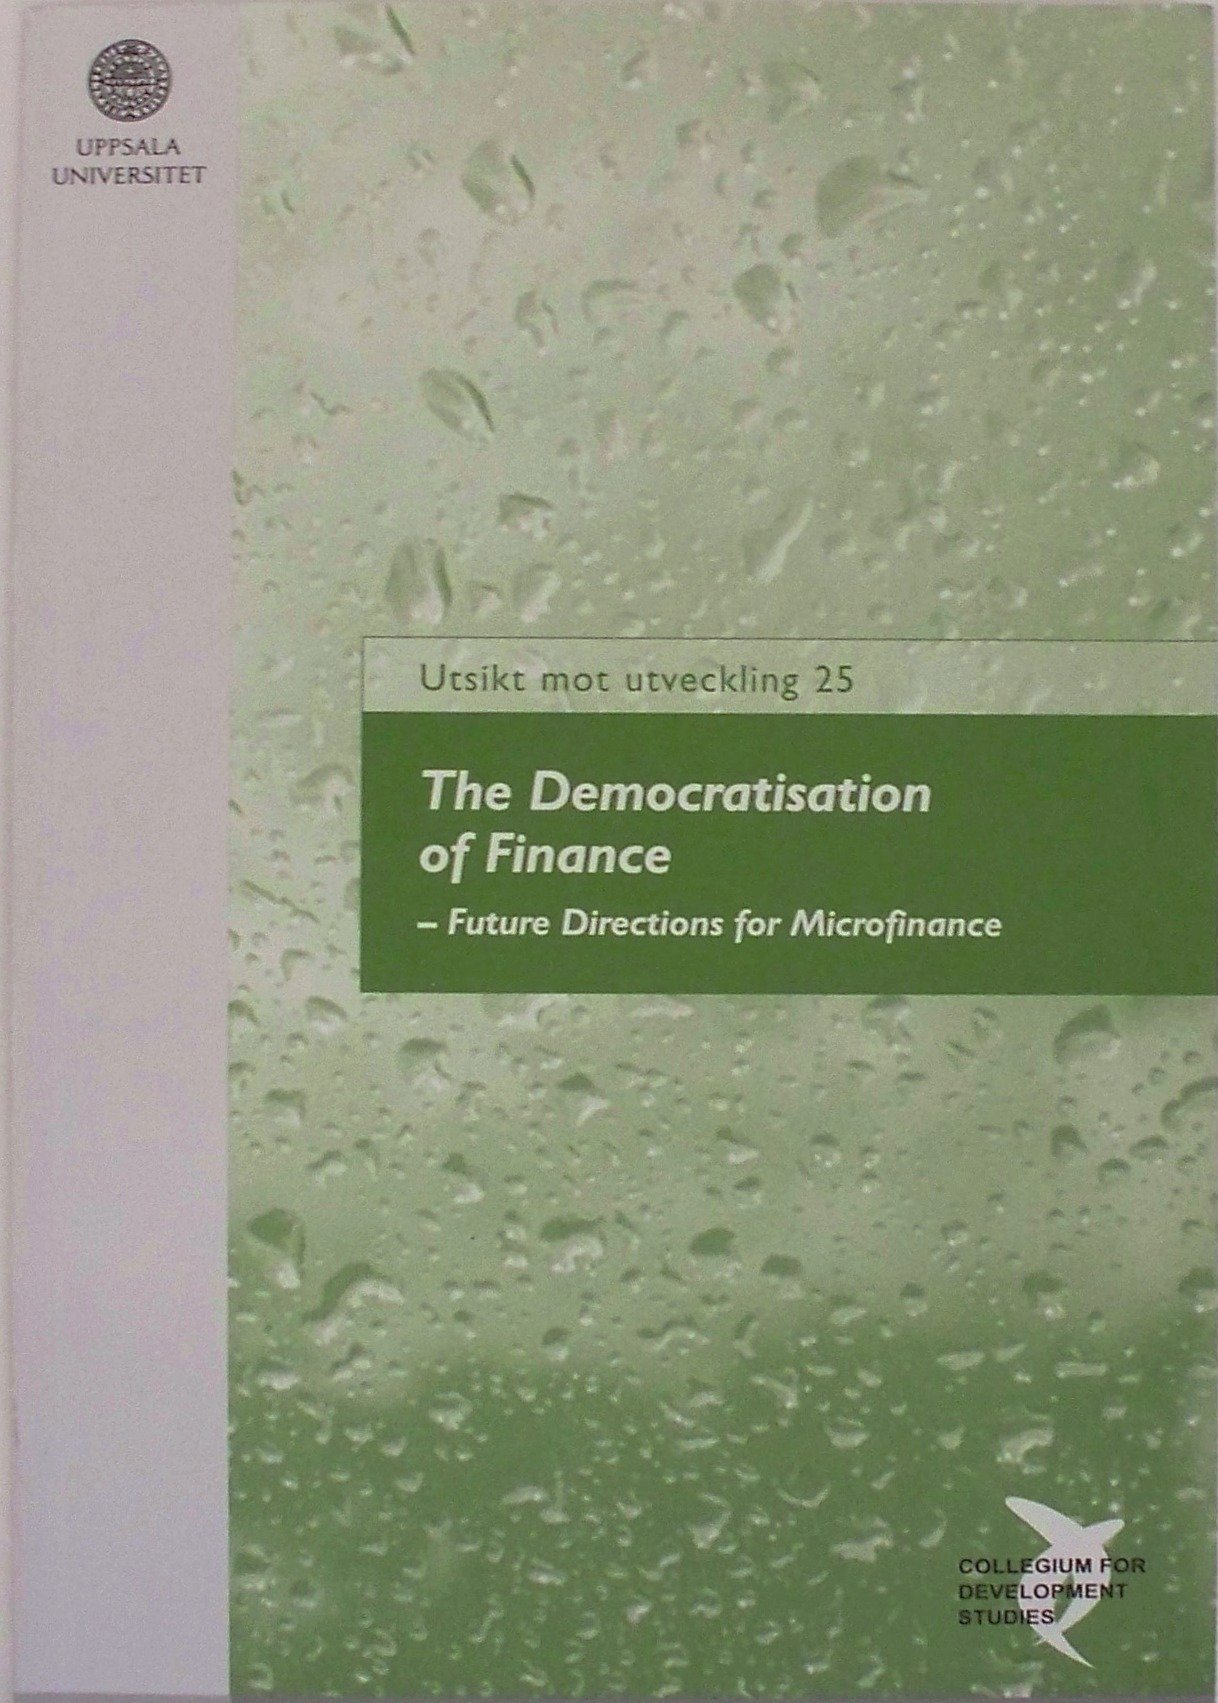 UPPSALA
UNIVERSITET
Utsikt mot utveckling 25
The Democratisation
of Finance
– Future Directions for Microfinance
COLLEGIUM FOR
DEVELOPMENT
STUDIES